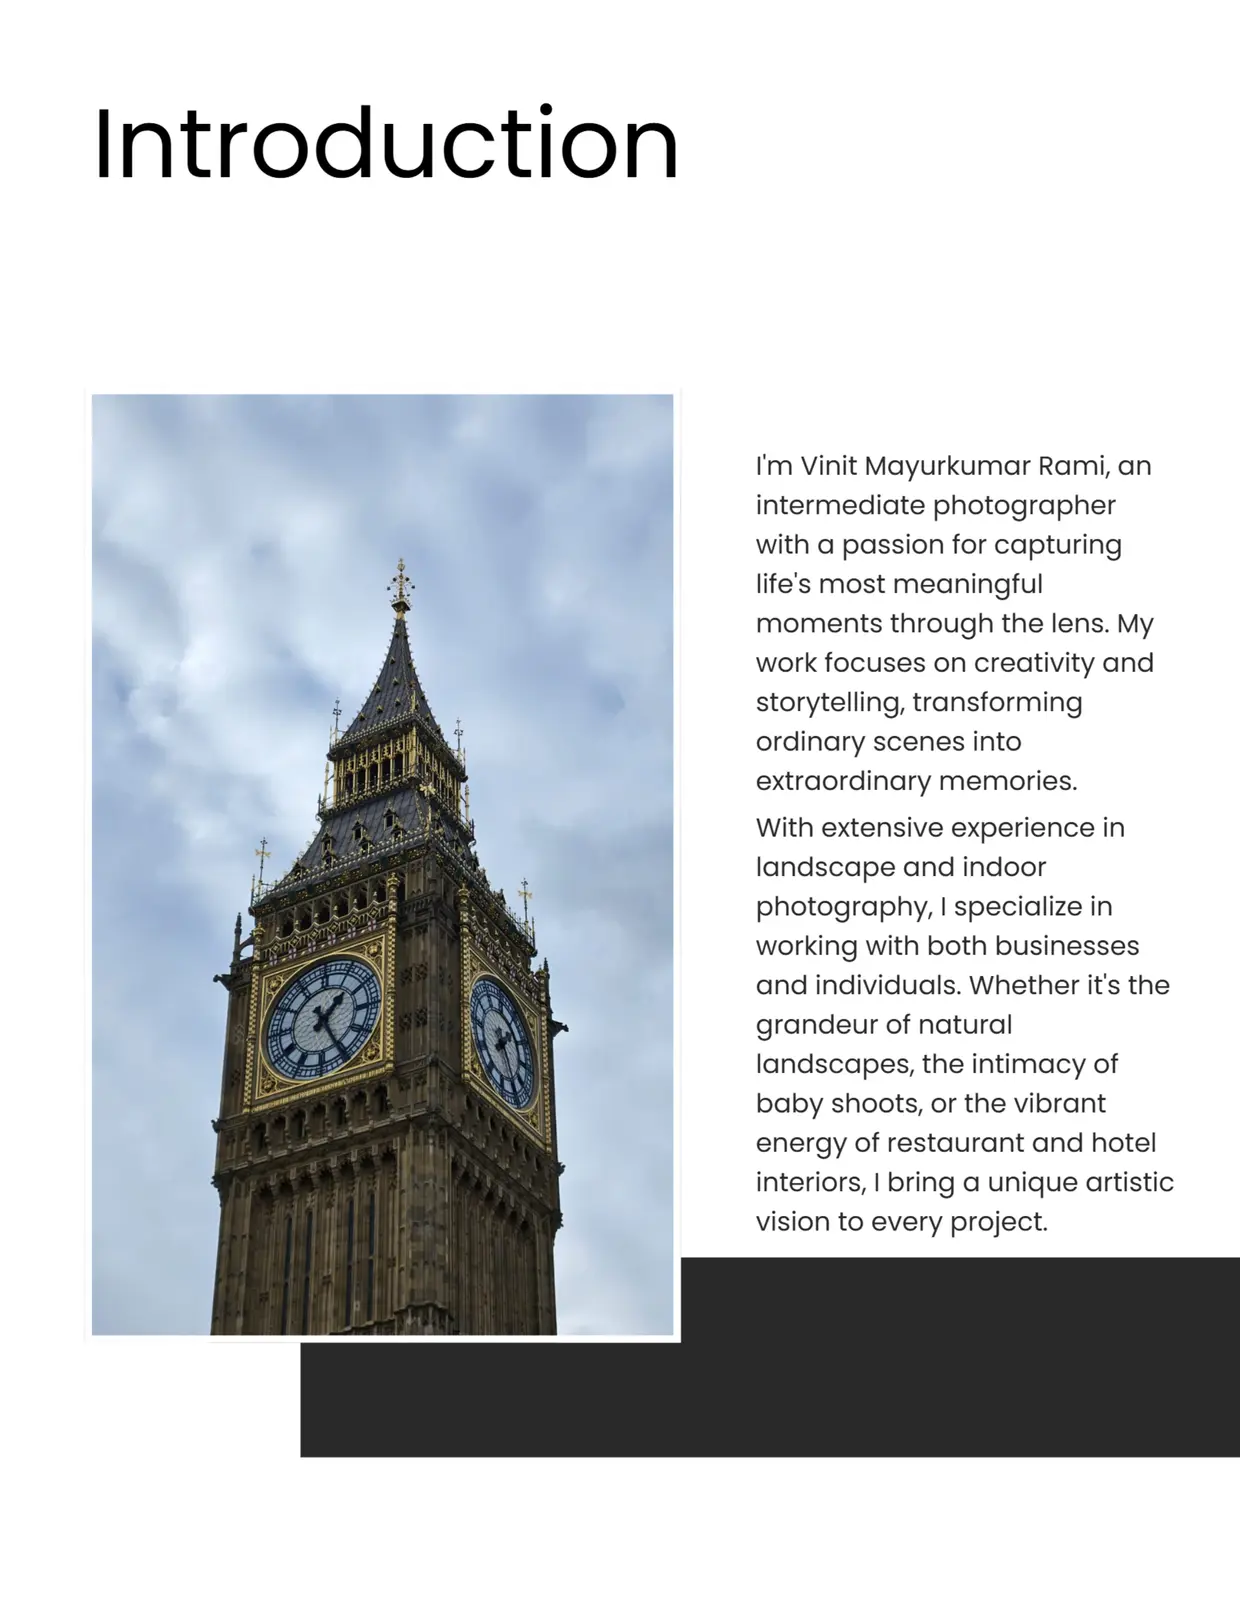 Introduction
I'm Vinit Mayurkumar Rami, an
intermediate photographer
with a passion for capturing
life's most meaningful
moments through the lens. My
work focuses on creativity and
storytelling, transforming
ordinary scenes into
extraordinary memories.
With extensive experience in
landscape and indoor
photography, I specialize in
working with both businesses
and individuals. Whether it's the
grandeur of natural
landscapes, the intimacy of
baby shoots, or the vibrant
energy of restaurant and hotel
interiors, I bring a unique artistic
vision to every project.